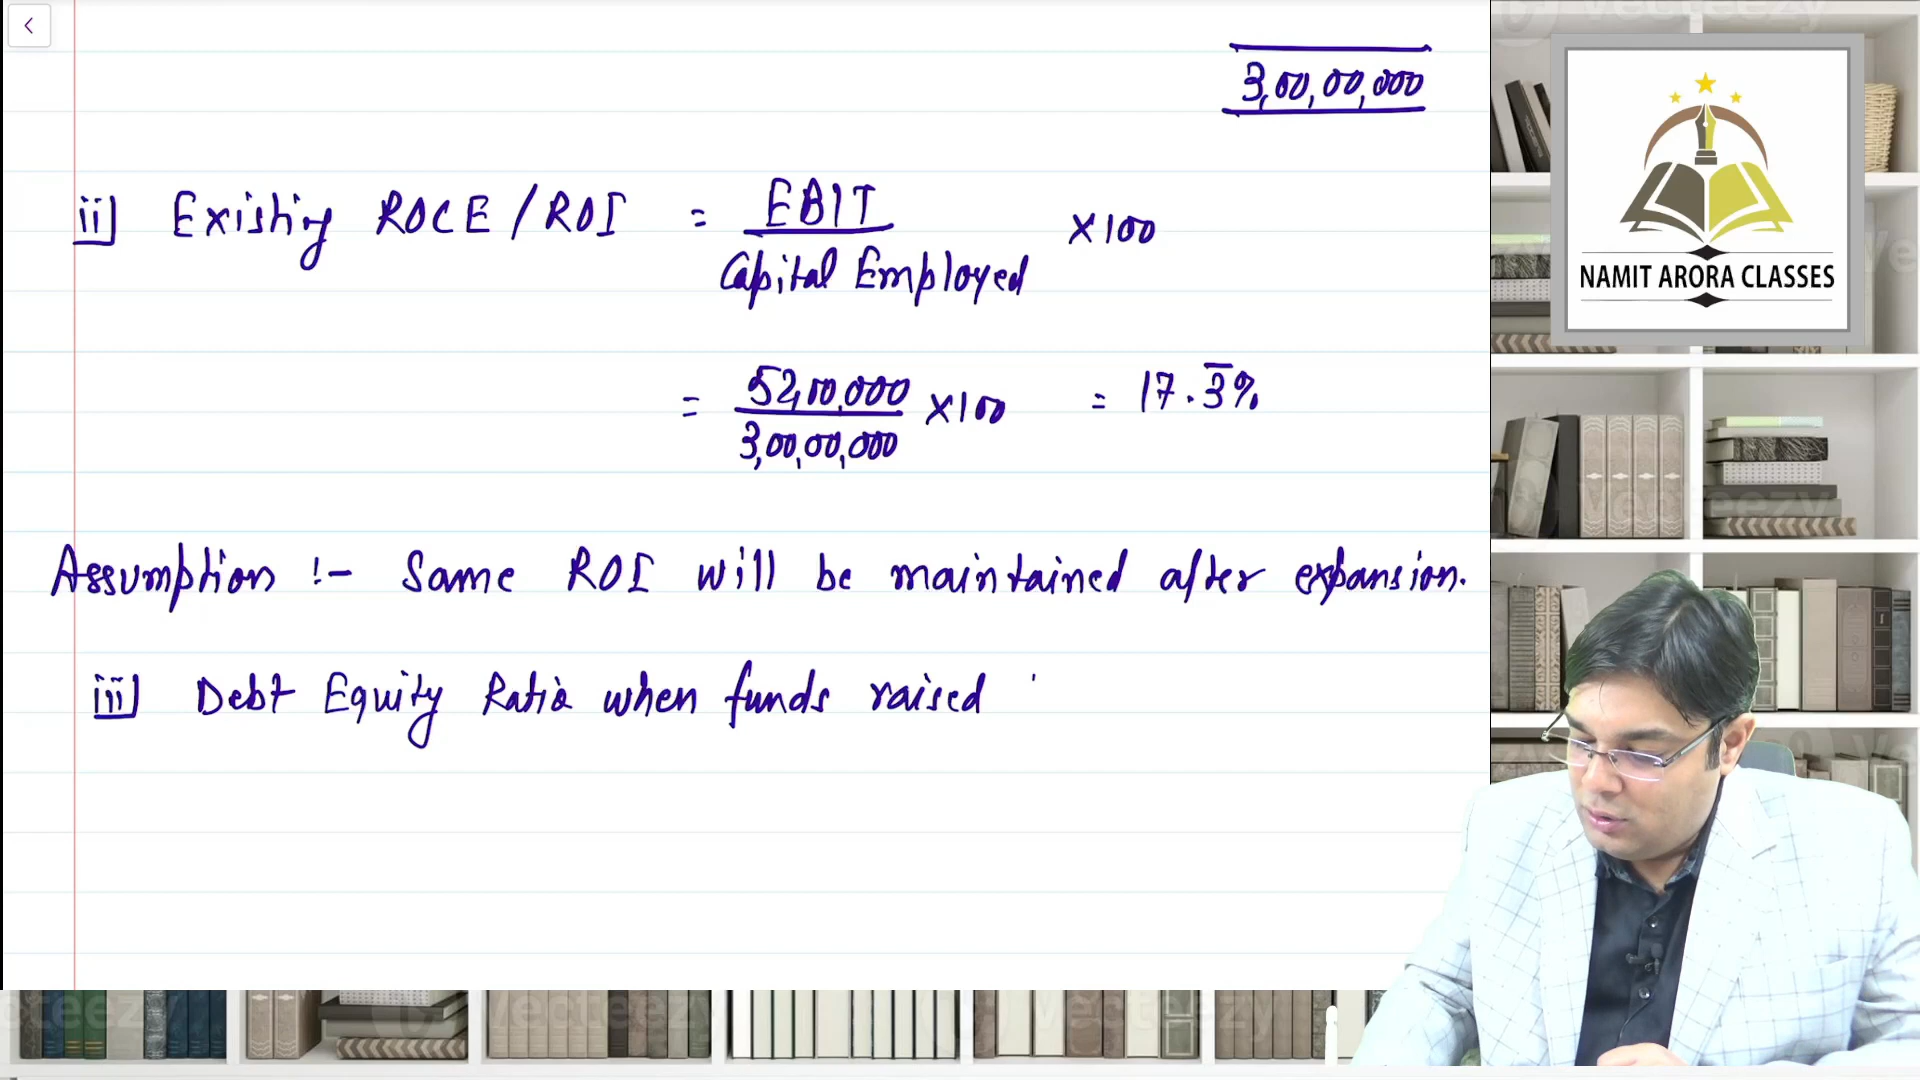 3,00,00,000
ii] Existing ROCE / ROI = EBIT / Capital Employed × 100
= 52,00,000 / 3,00,00,000 × 100 = 17.3̅%
Assumption :- Same ROI will be maintained after expansion.
iii] Debt Equity Ratio when funds raised
NAMIT ARORA CLASSES
vecteezy